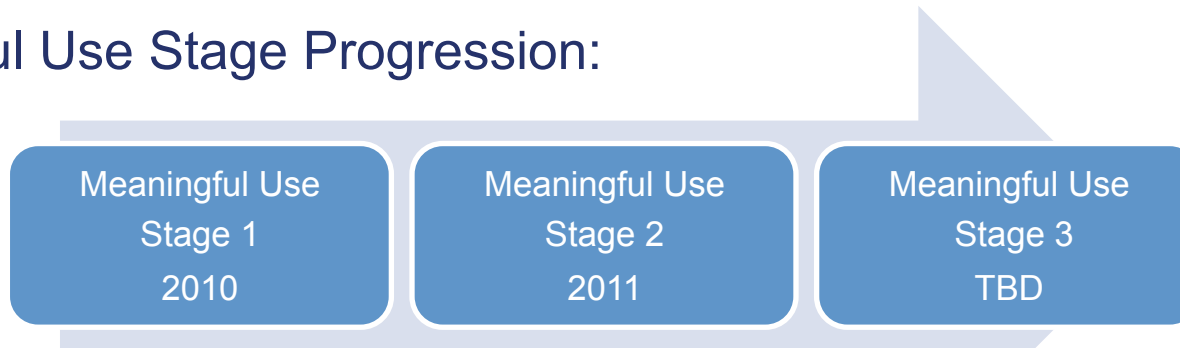 ul Use Stage Progression:
Meaningful Use
Stage 1
2010
Meaningful Use
Stage 2
2011
Meaningful Use
Stage 3
TBD